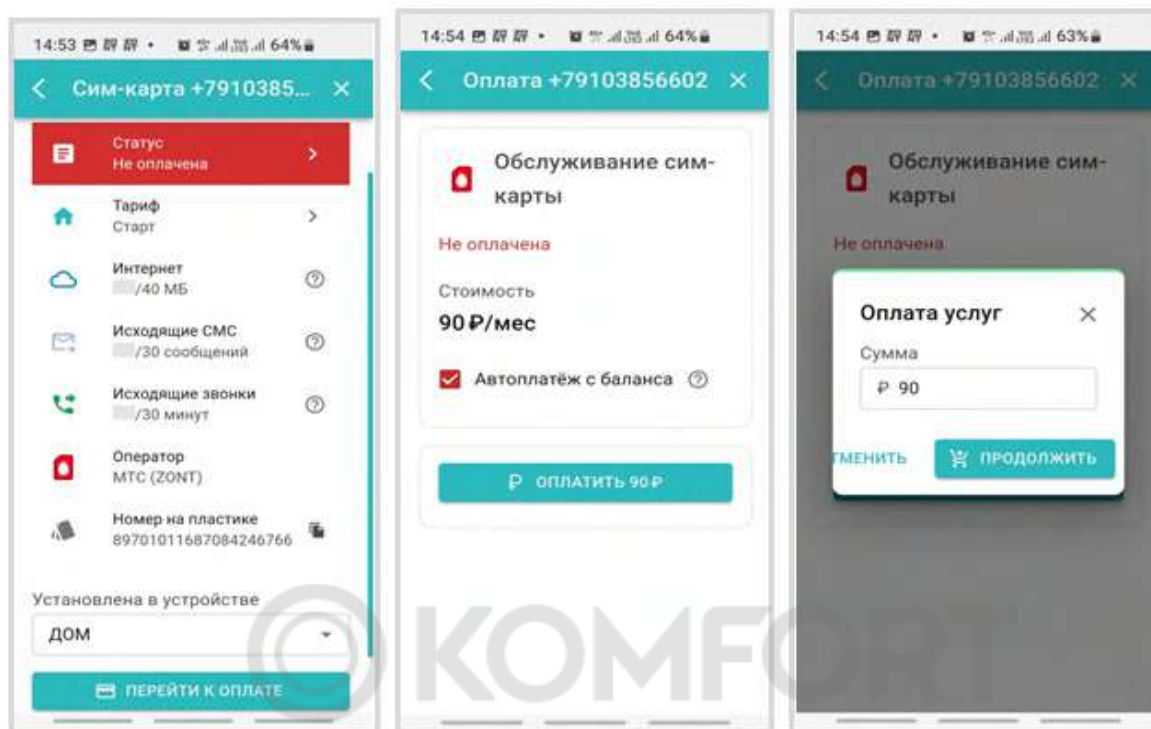 14:53
64%
Сим-карта +7910385...
Статус
Не оплачена
Тариф
Старт
Интернет
/40 МБ
Исходящие СМС
/30 сообщений
Исходящие звонки
/30 минут
Оператор
МТС (ZONT)
Номер на пластике
89701011687084246766
Установлена в устройстве
ДОМ
ПЕРЕЙТИ К ОПЛАТЕ
14:54
64%
Оплата +79103856602
Обслуживание сим-
карты
Не оплачена
Стоимость
90 ₽/мес
Автоплатёж с баланса
₽ ОПЛАТИТЬ 90 ₽
14:54
63%
Оплата +79103856602
Обслуживание сим-
карты
Не оплачена
Оплата услуг
Сумма
₽ 90
ТМЕНИТЬ
ПРОДОЛЖИТЬ
KOMFORT